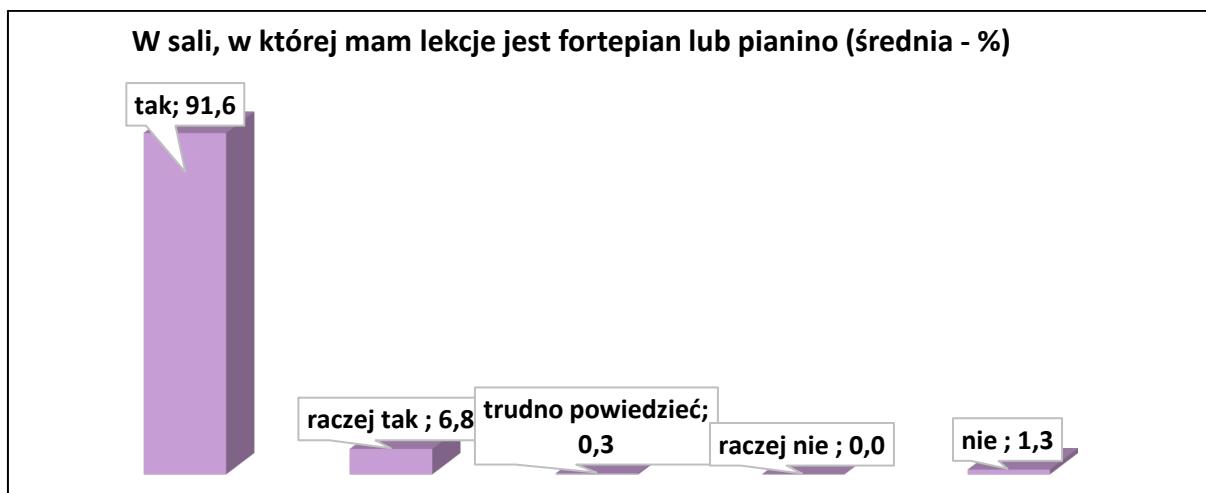 W sali, w której mam lekcje jest fortepian lub pianino (średnia - %)
tak; 91,6
raczej tak ; 6,8
trudno powiedzieć;
0,3
raczej nie ; 0,0
nie ; 1,3